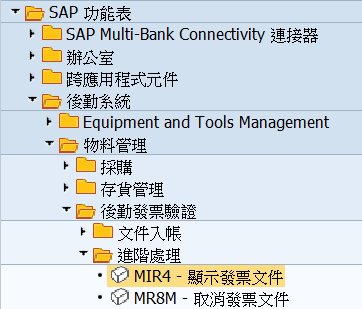 SAP 功能表
SAP Multi-Bank Connectivity 連接器
辦公室
跨應用程式元件
後勤系統
Equipment and Tools Management
物料管理
採購
存貨管理
後勤發票驗證
文件入帳
進階處理
MIR4 - 顯示發票文件
MR8M - 取消發票文件